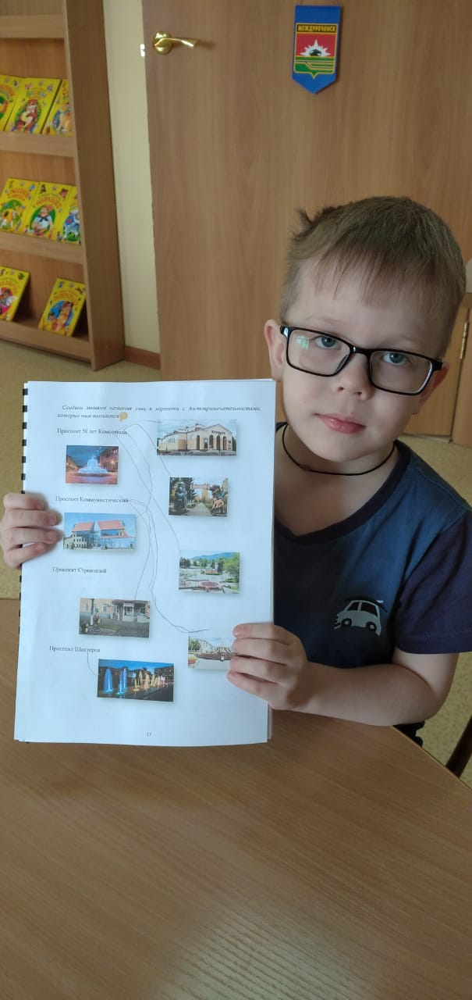 МЕЖДУРЕЧЕНСК
Соедини линиями названия улиц и картинки с достопримечательностями,
которые там находятся
Проспект 50 лет Комсомола
Проспект Коммунистический
Проспект Строителей
Проспект Шахтеров
17